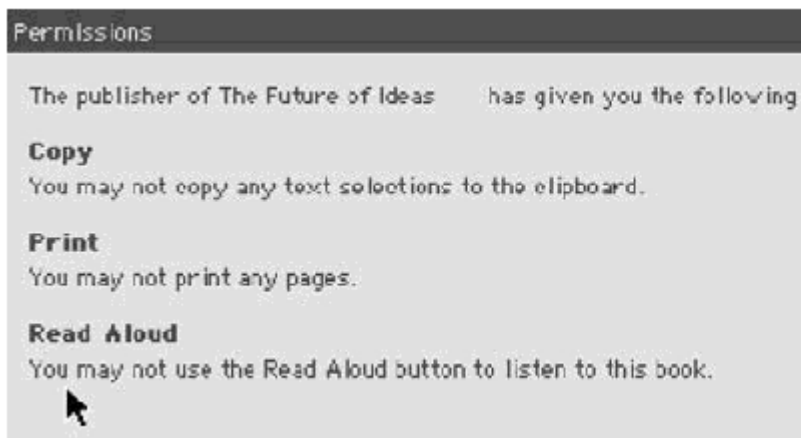 Permissions
The publisher of The Future of Ideas has given you the following
Copy
You may not copy any text selections to the clipboard.
Print
You may not print any pages.
Read Aloud
You may not use the Read Aloud button to listen to this book.